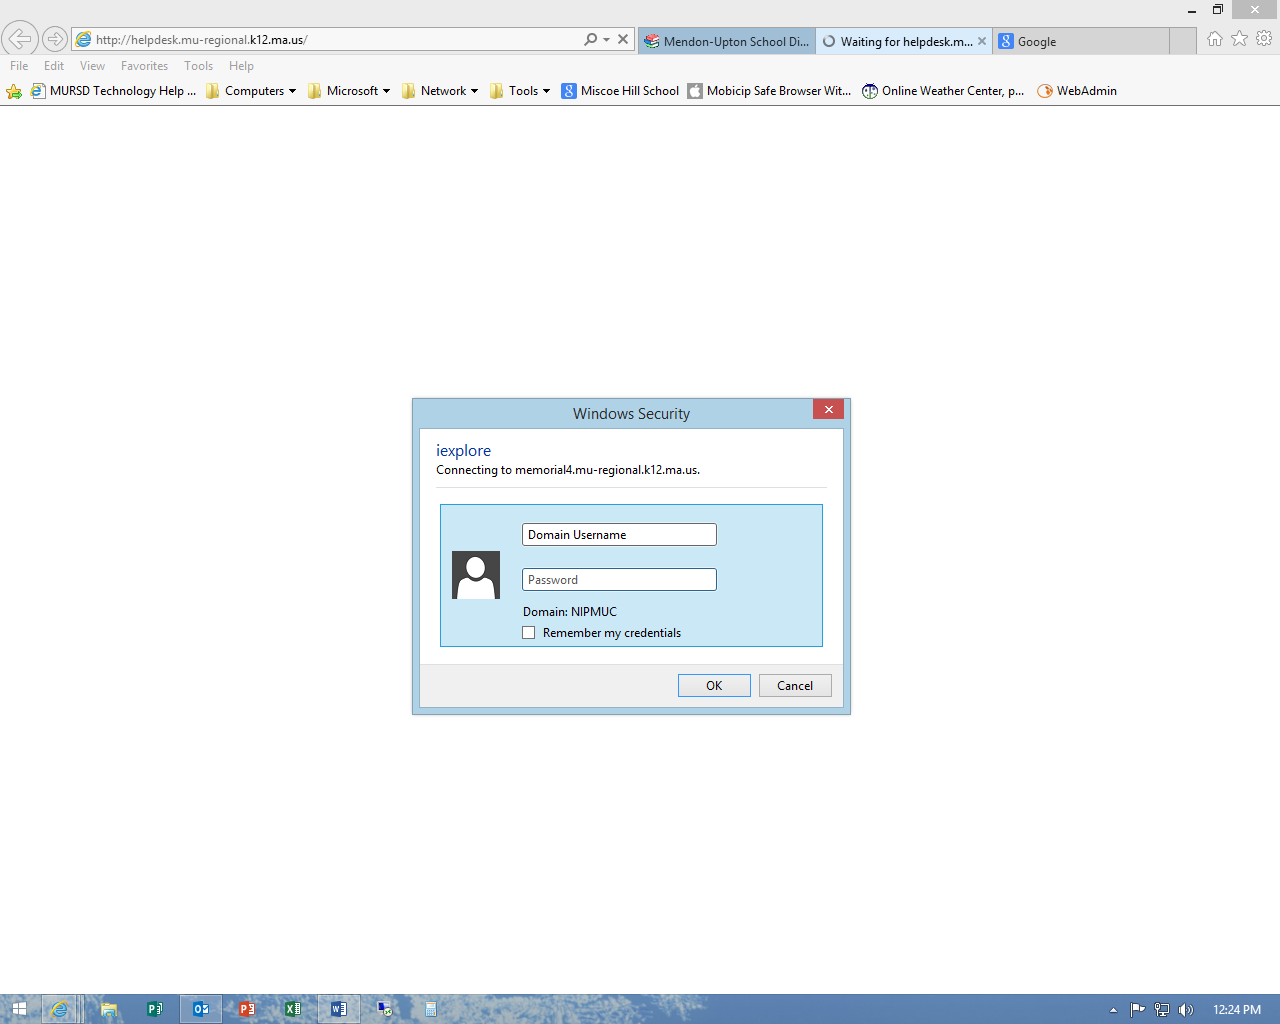 http://helpdesk.mu-regional.k12.ma.us/
Mendon-Upton School Di...
Waiting for helpdesk.m...
Google
File Edit View Favorites Tools Help
MURSD Technology Help ... Computers Microsoft Network Tools Miscoe Hill School Mobicip Safe Browser Wit... Online Weather Center, p... WebAdmin
Windows Security
iexplore
Connecting to memorial4.mu-regional.k12.ma.us.
Domain Username
Password
Domain: NIPMUC
Remember my credentials
OK Cancel
12:24 PM